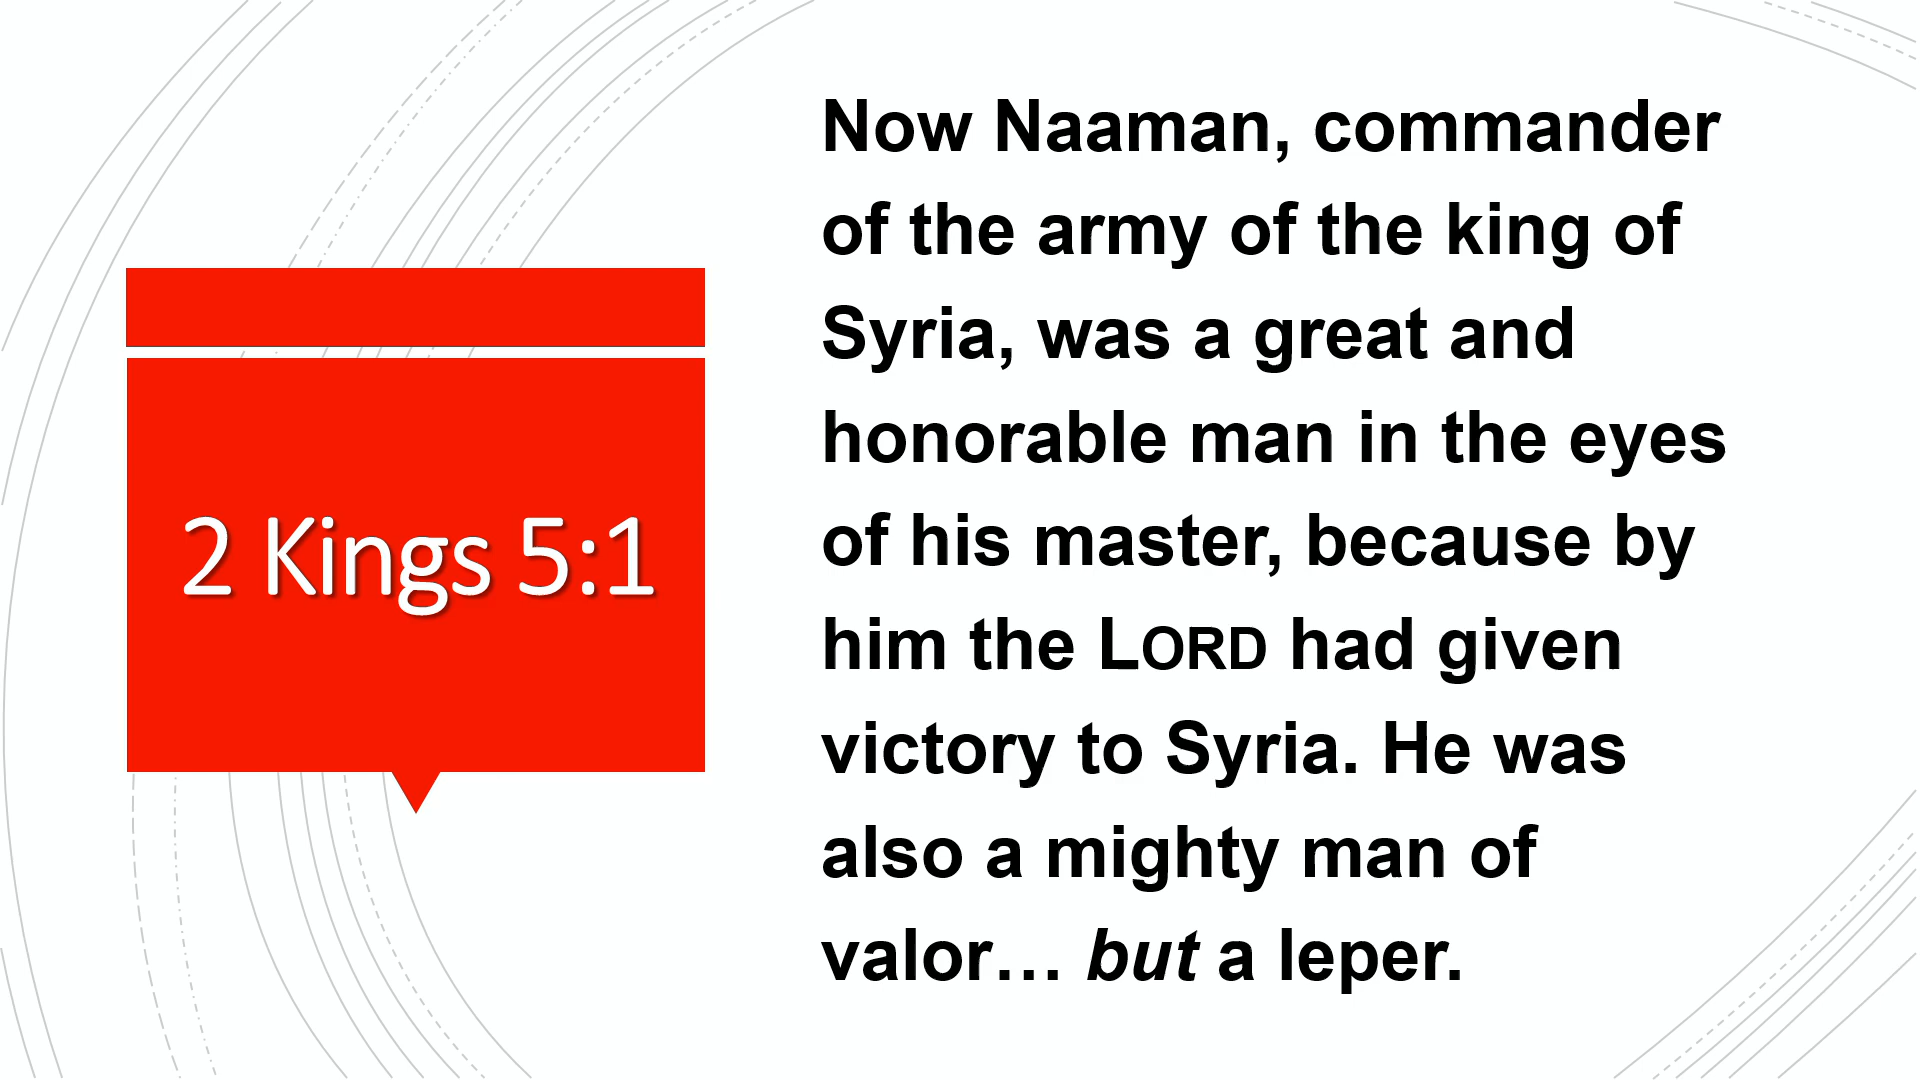 2 Kings 5:1
Now Naaman, commander
of the army of the king of
Syria, was a great and
honorable man in the eyes
of his master, because by
him the LORD had given
victory to Syria. He was
also a mighty man of
valor… but a leper.